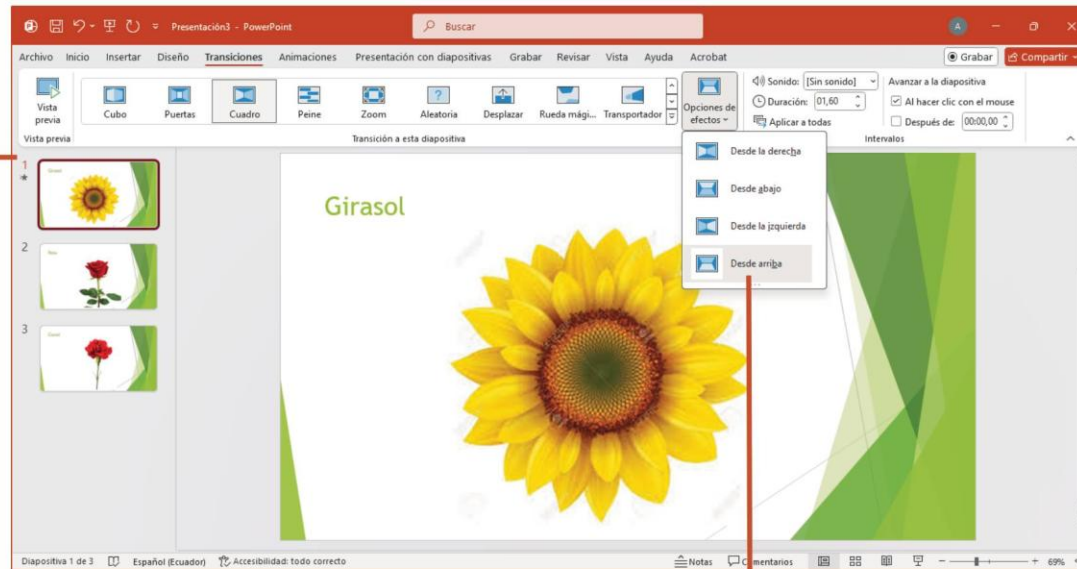 Presentación3 - PowerPoint
Buscar
A
Archivo Inicio Insertar Diseño Transiciones Animaciones Presentación con diapositivas Grabar Revisar Vista Ayuda Acrobat
Grabar
Compartir
Vista previa
Cubo
Puertas
Cuadro
Peine
Zoom
Aleatoria
Desplazar
Rueda mági...
Transportador
Opciones de efectos
Sonido: [Sin sonido]
Duración: 01,60
Aplicar a todas
Avanzar a la diapositiva
Al hacer clic con el mouse
Después de: 00:00,00
Vista previa
Transición a esta diapositiva
Intervalos
Desde la derecha
Desde abajo
Desde la izquierda
Desde arriba
1
Girasol
2
3
Girasol
Diapositiva 1 de 3
Español (Ecuador)
Accesibilidad: todo correcto
Notas
69%